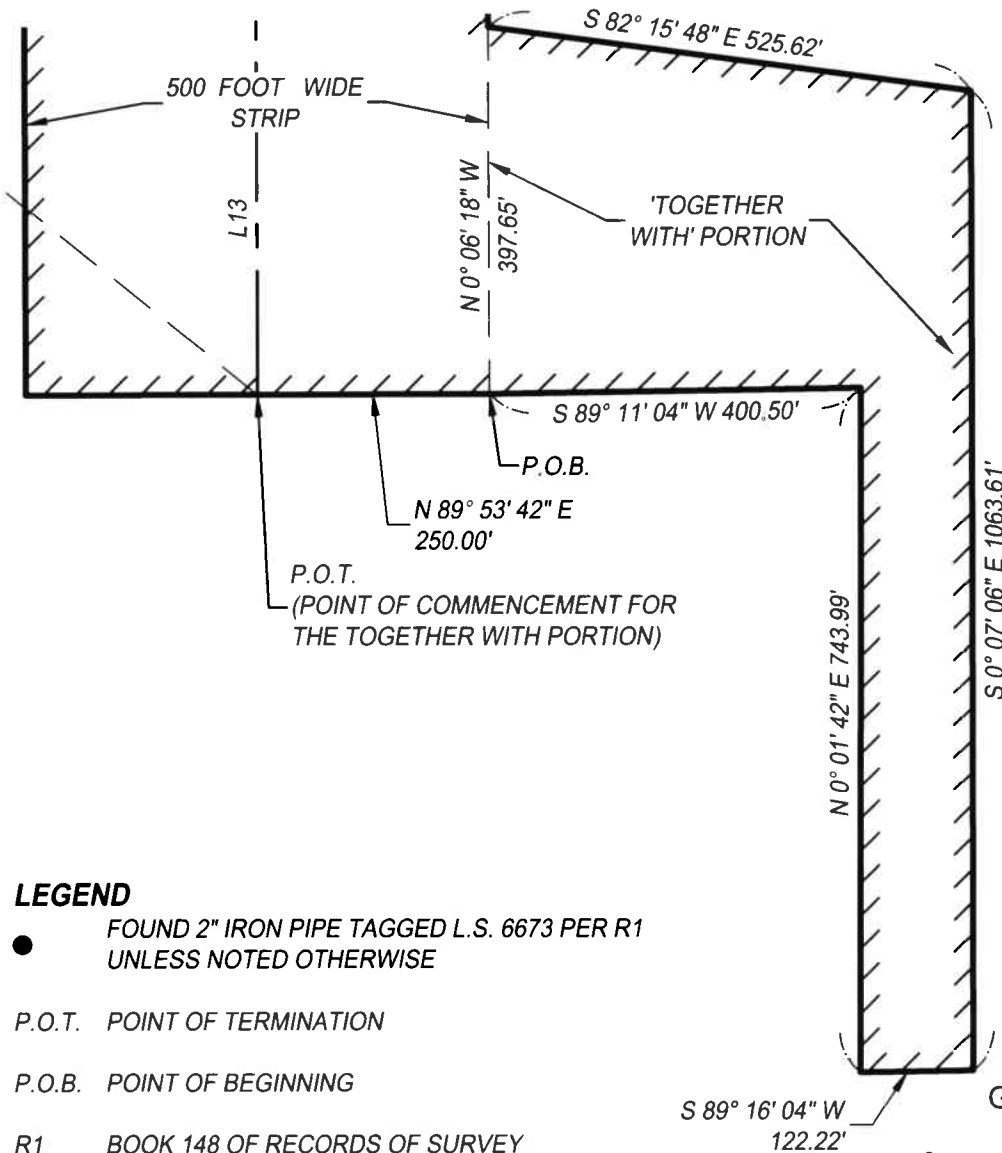 S 82° 15' 48" E 525.62'
500 FOOT WIDE
STRIP
L13
N 0° 06' 18" W
397.65'
'TOGETHER
WITH' PORTION
S 89° 11' 04" W 400.50'
P.O.B.
N 89° 53' 42" E
250.00'
P.O.T.
(POINT OF COMMENCEMENT FOR
THE TOGETHER WITH PORTION)
N 0° 01' 42" E 743.99'
S 0° 07' 06" E 1063.61'
LEGEND
FOUND 2" IRON PIPE TAGGED L.S. 6673 PER R1
UNLESS NOTED OTHERWISE
P.O.T. POINT OF TERMINATION
P.O.B. POINT OF BEGINNING
R1 BOOK 148 OF RECORDS OF SURVEY
S 89° 16' 04" W
122.22'